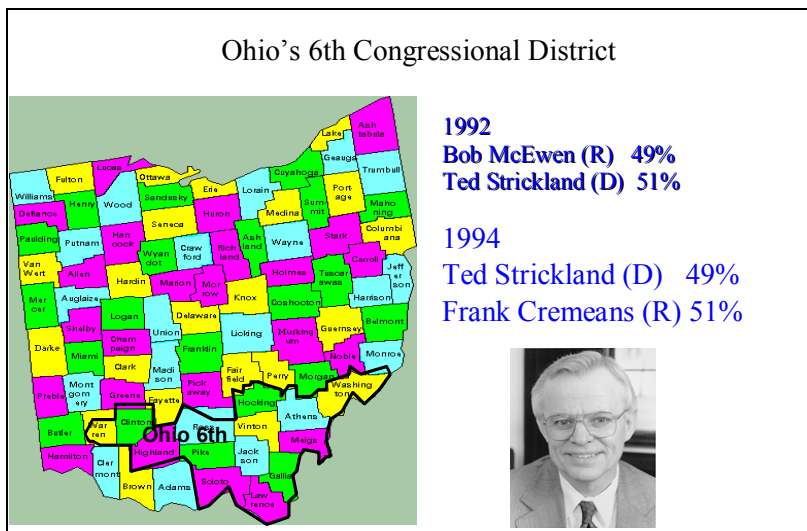 Ohio's 6th Congressional District
1992
Bob McEwen (R) 49%
Ted Strickland (D) 51%
1994
Ted Strickland (D) 49%
Frank Cremeans (R) 51%
Williams
Fulton
Lucas
Ottawa
Lake
Ash
tabula
Geauga
Cuyahoga
Trumbull
Defiance
Henry
Wood
Sandusky
Erie
Lorain
Sum-
mit
Port-
age
Maho
ning
Paulding
Putnam
Han
cock
Seneca
Huron
Medina
Columbi
ana
Van
Wert
Allen
Wyan
dot
Craw
ford
Rich
land
Ash
land
Wayne
Stark
Carroll
Jeff
er
son
Mer
cer
Auglaize
Hardin
Marion
Mor
row
Knox
Holmes
Tuscar
awas
Harrison
Coshocton
Shelby
Logan
Union
Delaware
Licking
Muskin
gum
Guernsey
Belmont
Darke
Miami
Cham
paign
Clark
Madi
son
Franklin
Fair
field
Perry
Morgan
Noble
Monroe
Preble
Mont
gom
ery
Greene
Fayette
Pick
away
Hocking
Washing
ton
Butler
War
ren
Clinton
Ross
Vinton
Athens
Ohio 6th
Hamilton
Cler
mont
Highland
Pike
Jack
son
Meigs
Brown
Adams
Scioto
Gallia
Law
rence